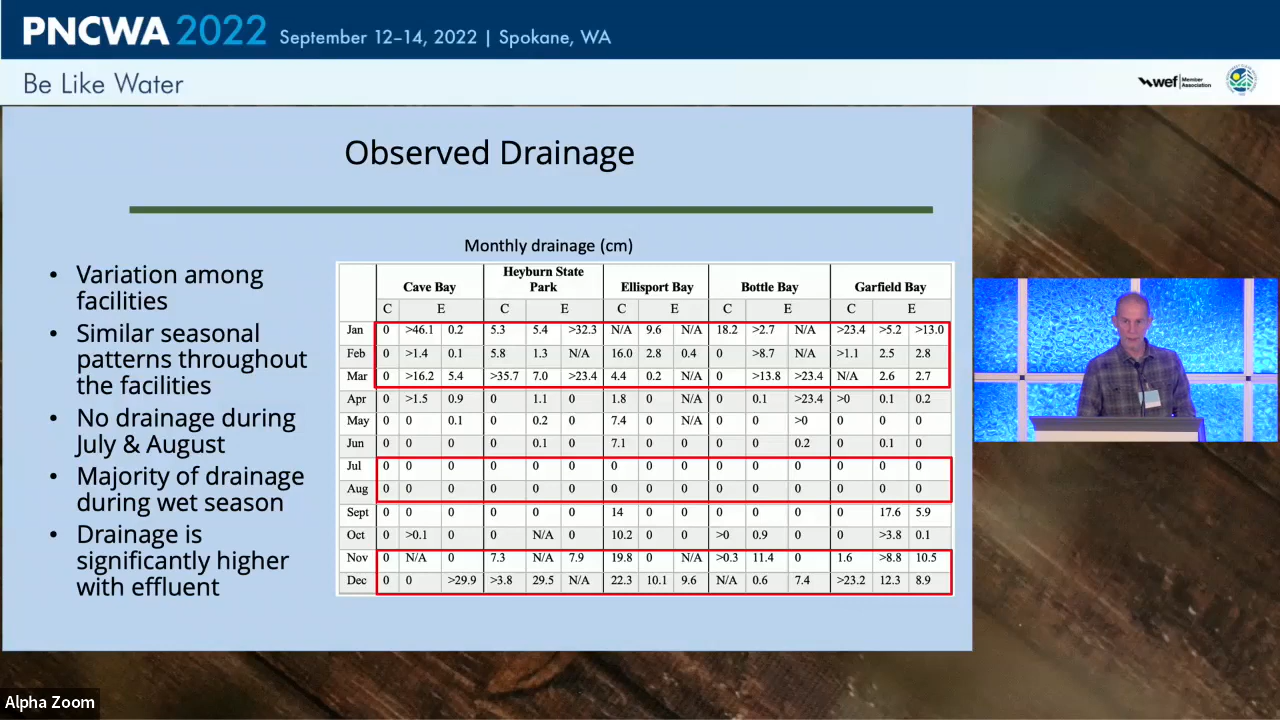 PNCWA 2022 September 12–14, 2022 | Spokane, WA
Be Like Water
wef Member Association
Observed Drainage
• Variation among
facilities
• Similar seasonal
patterns throughout
the facilities
• No drainage during
July & August
• Majority of drainage
during wet season
• Drainage is
significantly higher
with effluent
Monthly drainage (cm)
Cave Bay Heyburn State Park Ellisport Bay Bottle Bay Garfield Bay
C E C E C E C E C E
Jan 0 >46.1 0.2 5.3 5.4 >32.3 N/A 9.6 N/A 18.2 >2.7 N/A >23.4 >5.2 >13.0
Feb 0 >1.4 0.1 5.8 1.3 N/A 16.0 2.8 0.4 0 >8.7 N/A >1.1 2.5 2.8
Mar 0 >16.2 5.4 >35.7 7.0 >23.4 4.4 0.2 N/A 0 >13.8 >23.4 N/A 2.6 2.7
Apr 0 >1.5 0.9 0 1.1 0 1.8 0 N/A 0 0.1 >23.4 >0 0.1 0.2
May 0 0 0.1 0 0.2 0 7.4 0 N/A 0 0 >0 0 0 0
Jun 0 0 0 0 0.1 0 7.1 0 0 0 0 0.2 0 0.1 0
Jul 0 0 0 0 0 0 0 0 0 0 0 0 0 0 0
Aug 0 0 0 0 0 0 0 0 0 0 0 0 0 0 0
Sept 0 0 0 0 0 0 14 0 0 0 0 0 0 17.6 5.9
Oct 0 >0.1 0 0 N/A 0 10.2 0 0 >0 0.9 0 0 >3.8 0.1
Nov 0 N/A 0 7.3 N/A 7.9 19.8 0 N/A >0.3 11.4 0 1.6 >8.8 10.5
Dec 0 0 >29.9 >3.8 29.5 N/A 22.3 10.1 9.6 N/A 0.6 7.4 >23.2 12.3 8.9
Alpha Zoom